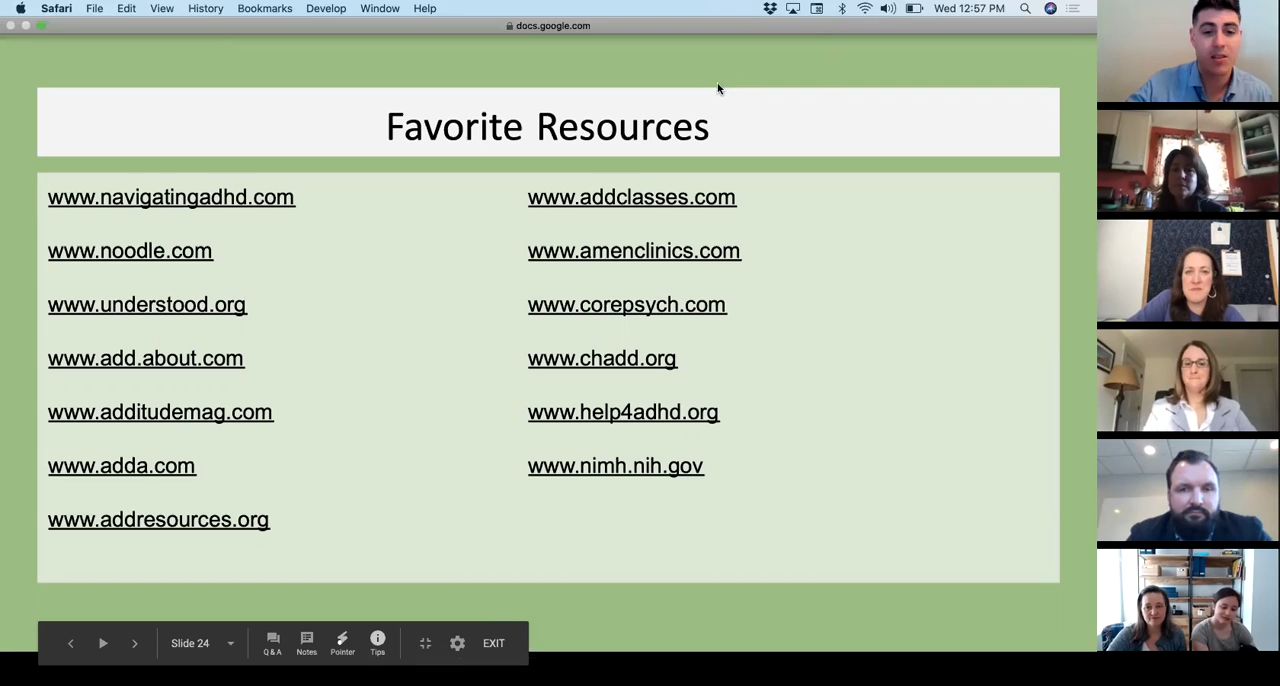 Safari File Edit View History Bookmarks Develop Window Help Wed 12:57 PM
docs.google.com
Favorite Resources
www.navigatingadhd.com
www.noodle.com
www.understood.org
www.add.about.com
www.additudemag.com
www.adda.com
www.addresources.org
www.addclasses.com
www.amenclinics.com
www.corepsych.com
www.chadd.org
www.help4adhd.org
www.nimh.nih.gov
Slide 24 Q & A Notes Pointer Tips EXIT